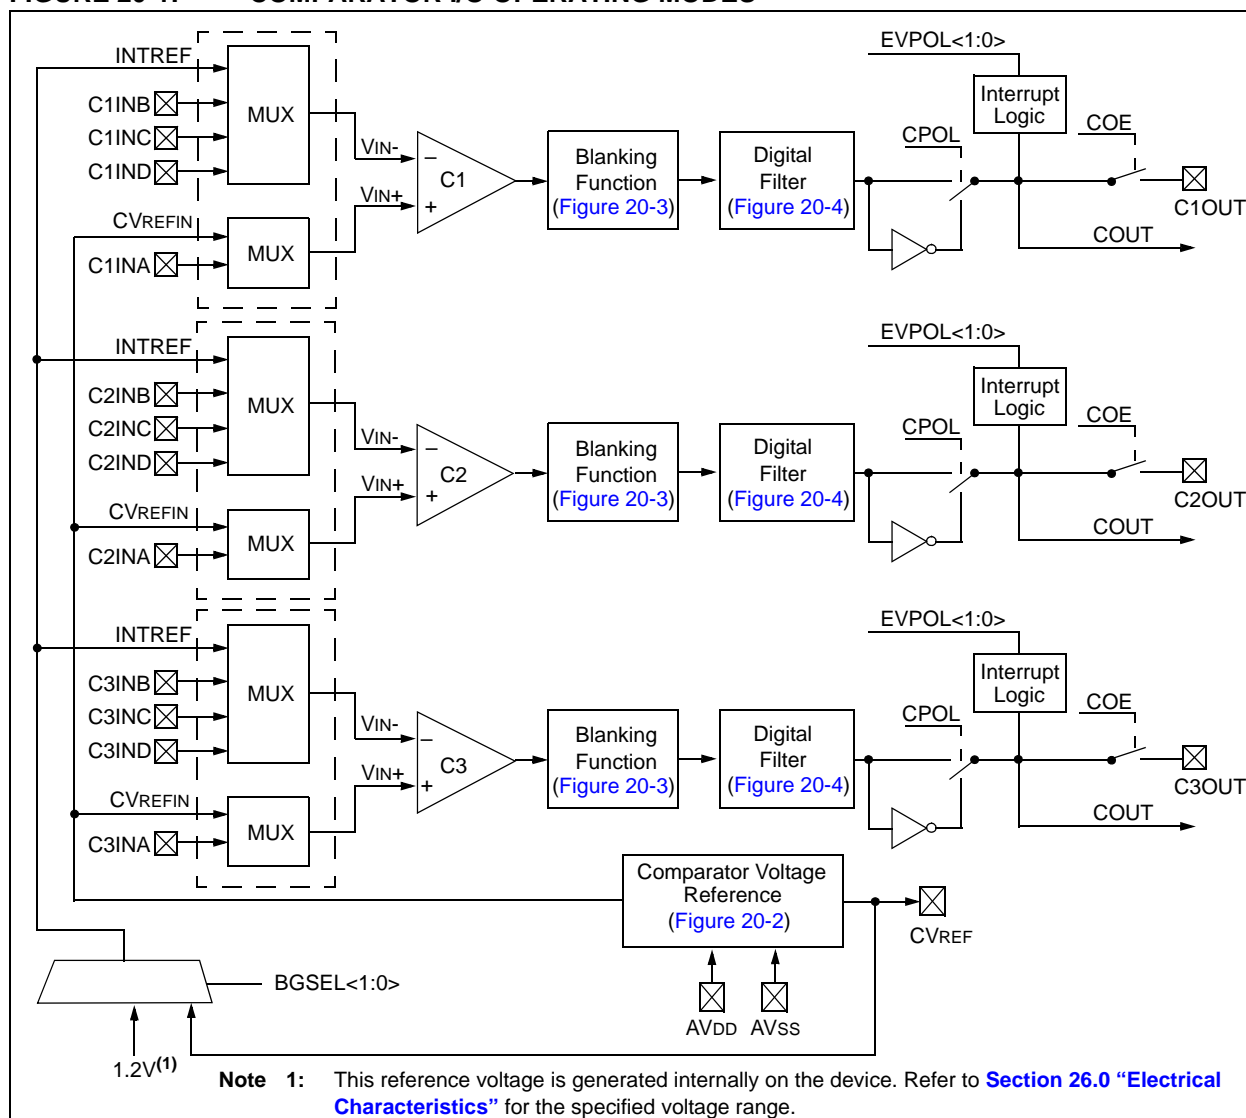 INTREF
C1INB
C1INC
C1IND
MUX
VIN-
CVREFIN
C1INA
MUX
VIN+
–
C1
+
Blanking
Function
(Figure 20-3)
Digital
Filter
(Figure 20-4)
EVPOL<1:0>
Interrupt
Logic
CPOL
COE
C1OUT
COUT
INTREF
C2INB
C2INC
C2IND
MUX
VIN-
CVREFIN
C2INA
MUX
VIN+
–
C2
+
Blanking
Function
(Figure 20-3)
Digital
Filter
(Figure 20-4)
EVPOL<1:0>
Interrupt
Logic
CPOL
COE
C2OUT
COUT
INTREF
C3INB
C3INC
C3IND
MUX
VIN-
CVREFIN
C3INA
MUX
VIN+
–
C3
+
Blanking
Function
(Figure 20-3)
Digital
Filter
(Figure 20-4)
EVPOL<1:0>
Interrupt
Logic
CPOL
COE
C3OUT
COUT
Comparator Voltage
Reference
(Figure 20-2)
CVREF
AVDD
AVSS
BGSEL<1:0>
1.2V(1)
Note 1: This reference voltage is generated internally on the device. Refer to Section 26.0 “Electrical
Characteristics” for the specified voltage range.